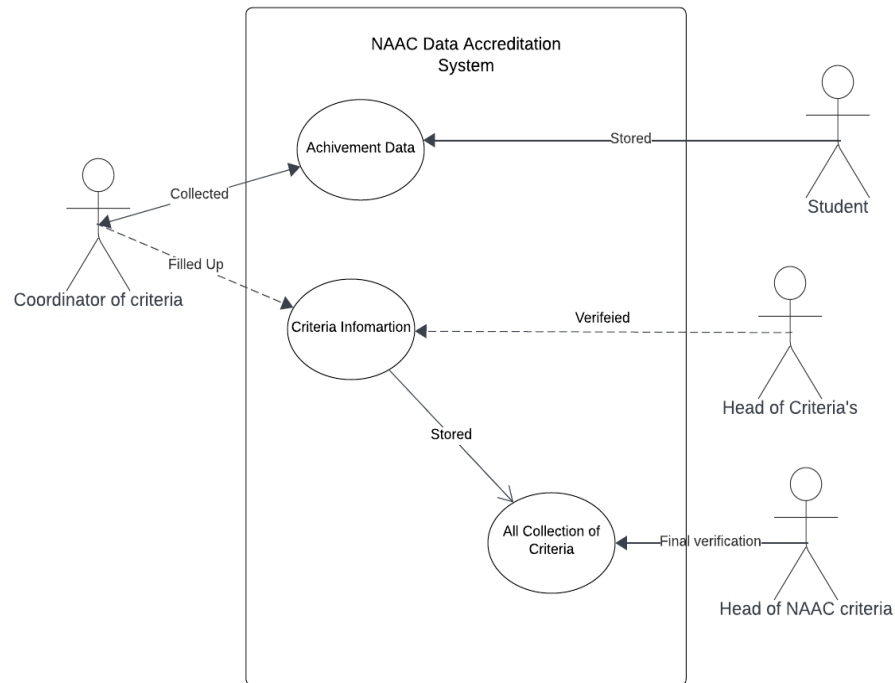 NAAC Data Accreditation
System
Achivement Data
Stored
Student
Collected
Coordinator of criteria
Filled Up
Criteria Infomartion
Verifeied
Head of Criteria's
Stored
All Collection of
Criteria
Final verification
Head of NAAC criteria